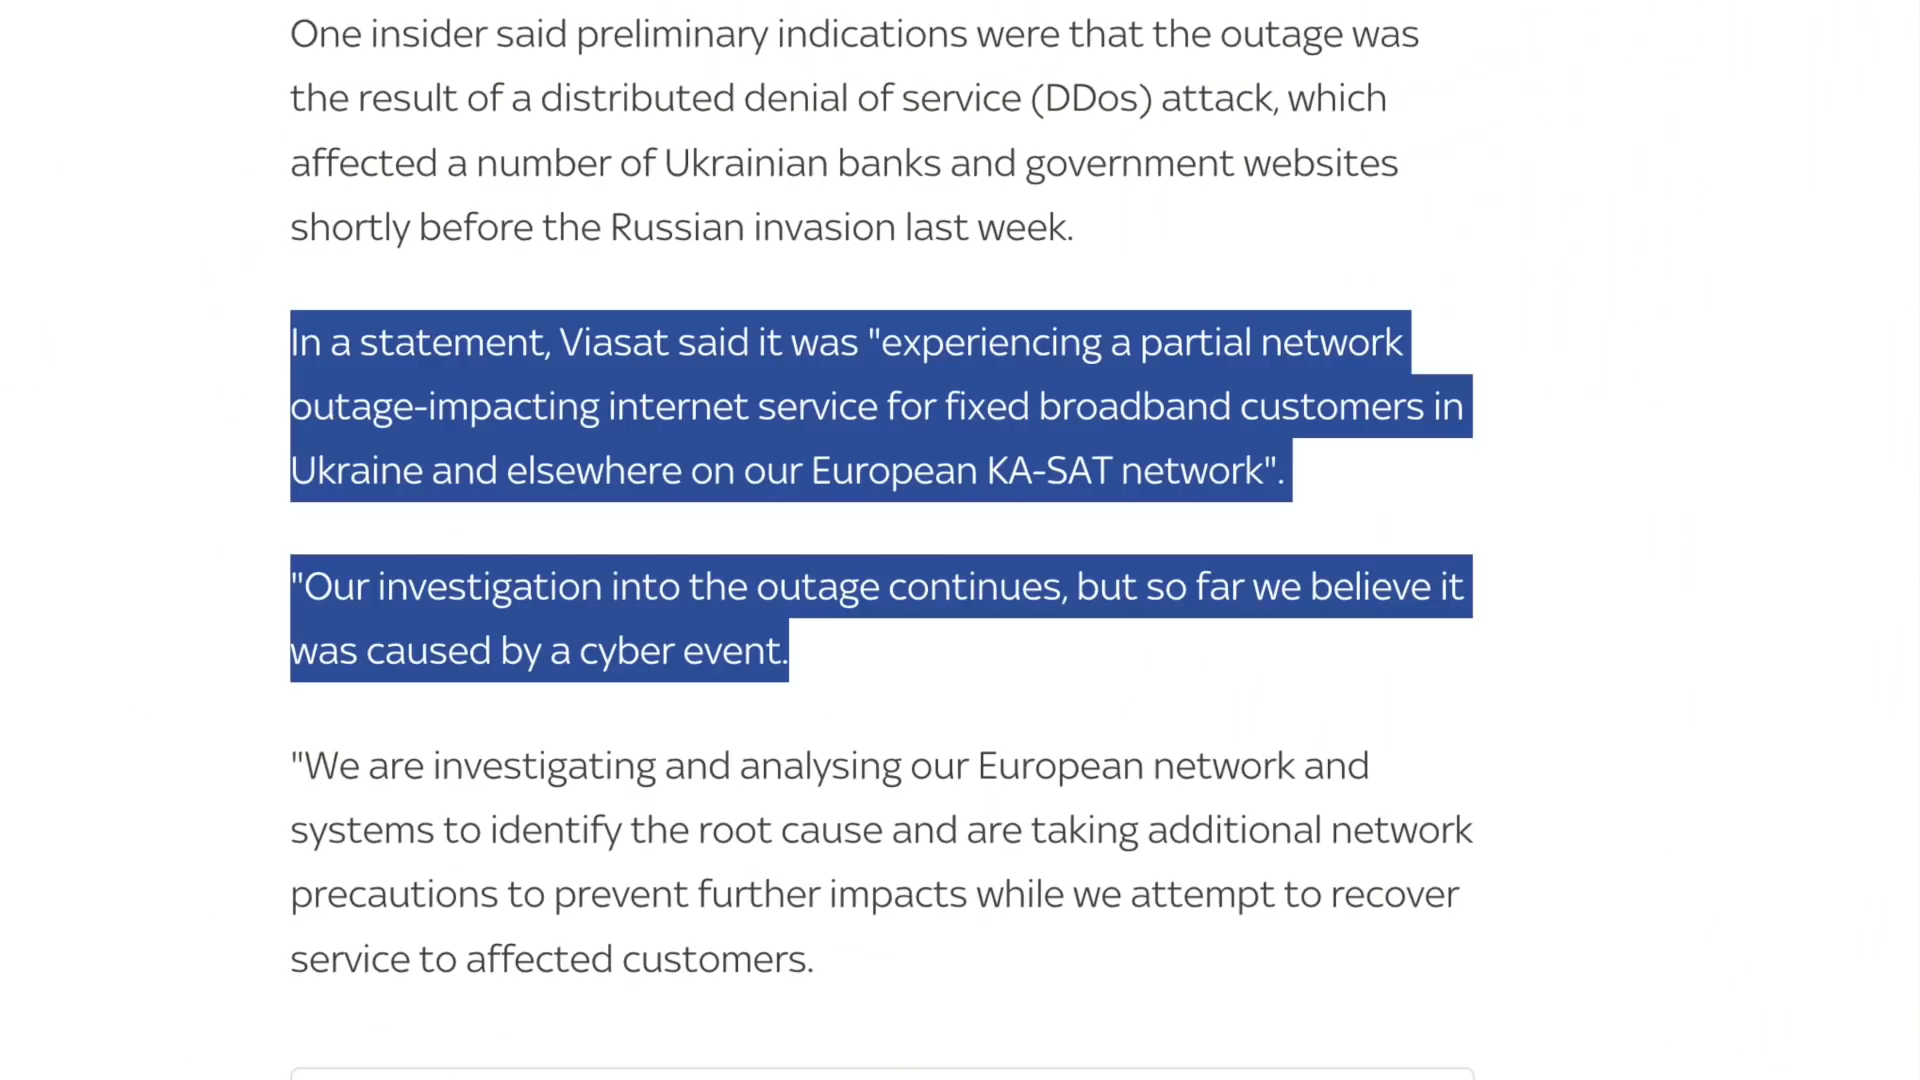 One insider said preliminary indications were that the outage was
the result of a distributed denial of service (DDos) attack, which
affected a number of Ukrainian banks and government websites
shortly before the Russian invasion last week.
In a statement, Viasat said it was "experiencing a partial network
outage-impacting internet service for fixed broadband customers in
Ukraine and elsewhere on our European KA-SAT network".
"Our investigation into the outage continues, but so far we believe it
was caused by a cyber event.
"We are investigating and analysing our European network and
systems to identify the root cause and are taking additional network
precautions to prevent further impacts while we attempt to recover
service to affected customers.